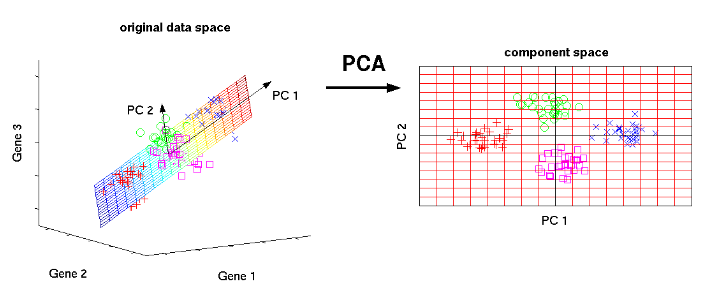 original data space
PCA
component space
PC 1
PC 2
Gene 3
PC 2
Gene 2
Gene 1
PC 1